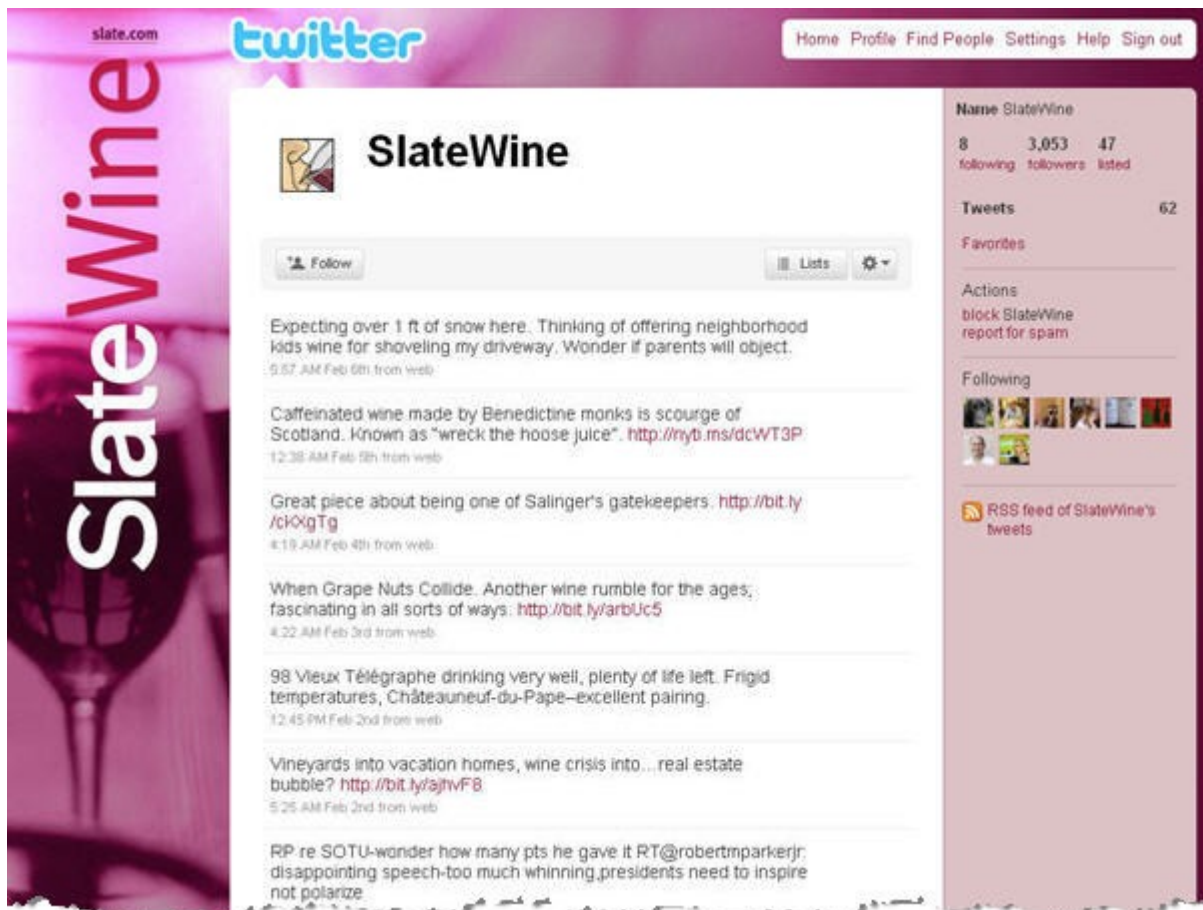 slate.com
SlateWine
twitter
Home Profile Find People Settings Help Sign out
SlateWine
Follow
Lists
Expecting over 1 ft of snow here. Thinking of offering neighborhood
kids wine for shoveling my driveway. Wonder if parents will object.
5:57 AM Feb 6th from web
Caffeinated wine made by Benedictine monks is scourge of
Scotland. Known as "wreck the hoose juice". http://nyti.ms/dcWT3P
12:38 AM Feb 5th from web
Great piece about being one of Salinger's gatekeepers. http://bit.ly
/ckXgTg
4:19 AM Feb 4th from web
When Grape Nuts Collide. Another wine rumble for the ages;
fascinating in all sorts of ways. http://bit.ly/arbUc5
4:22 AM Feb 3rd from web
98 Vieux Télégraphe drinking very well, plenty of life left. Frigid
temperatures, Châteauneuf-du-Pape–excellent pairing.
12:45 PM Feb 2nd from web
Vineyards into vacation homes, wine crisis into...real estate
bubble? http://bit.ly/ajhvF8
5:25 AM Feb 2nd from web
RP re SOTU-wonder how many pts he gave it RT@robertmparkerjr:
disappointing speech-too much whinning,presidents need to inspire
not polarize
Name SlateWine
8 3,053 47
following followers listed
Tweets 62
Favorites
Actions
block SlateWine
report for spam
Following
RSS feed of SlateWine's
tweets